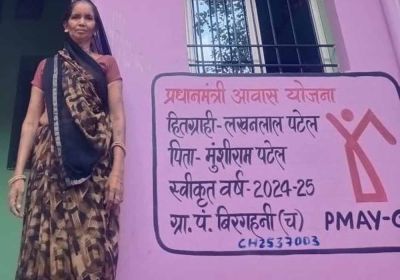 प्रधानमंत्री आवास योजना
हितग्राही-लखनलाल पटेल
पिता- मुंशीराम पटेल
स्वीकृत वर्ष-2024-25
ग्रा.पं. बिरगहनी (च) PMAY-G
CH2537003